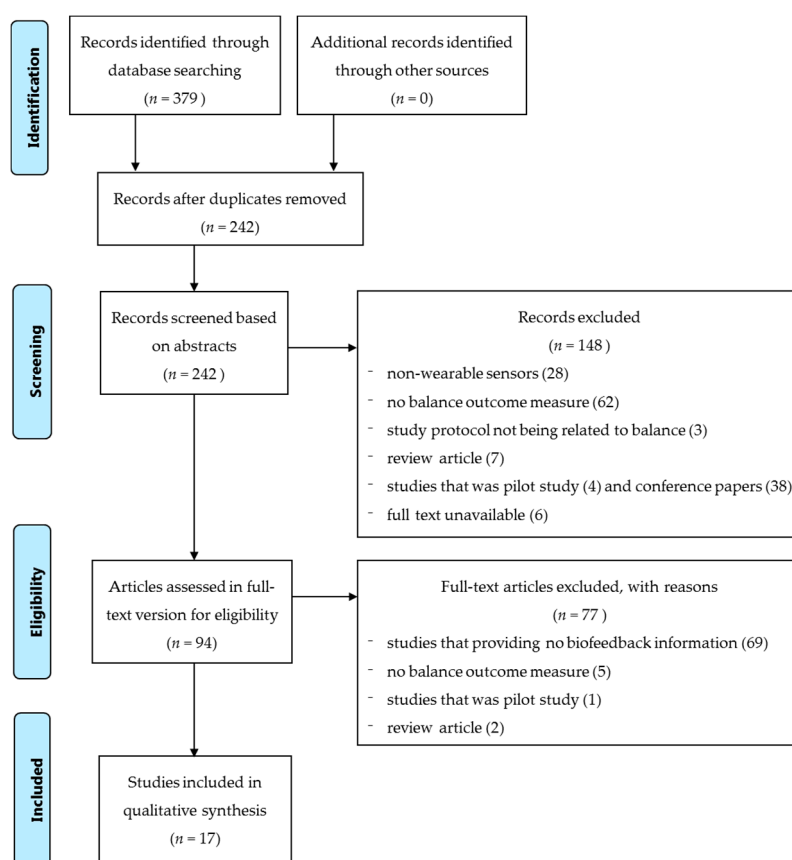 Identification
Records identified through
database searching
(n = 379 )
Additional records identified
through other sources
(n = 0)
Records after duplicates removed
(n = 242)
Screening
Records screened based
on abstracts
(n = 242 )
Records excluded
(n = 148 )
- non-wearable sensors (28)
- no balance outcome measure (62)
- study protocol not being related to balance (3)
- review article (7)
- studies that was pilot study (4) and conference papers (38)
- full text unavailable (6)
Eligibility
Articles assessed in full-
text version for eligibility
(n = 94)
Full-text articles excluded, with reasons
(n = 77 )
- studies that providing no biofeedback information (69)
- no balance outcome measure (5)
- studies that was pilot study (1)
- review article (2)
Included
Studies included in
qualitative synthesis
(n = 17)